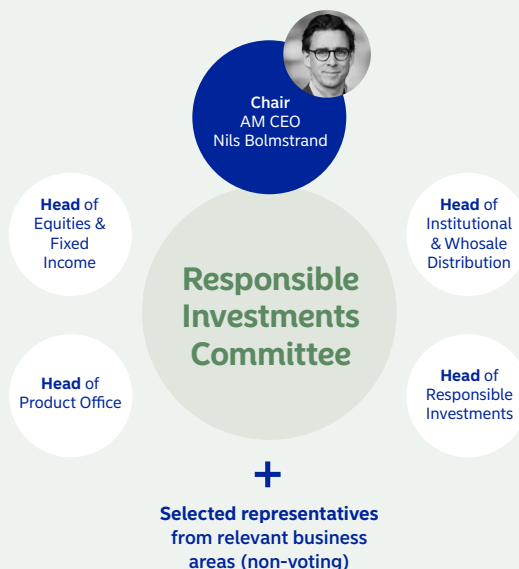 Chair
AM CEO
Nils Bolmstrand
Head of
Equities &
Fixed
Income
Head of
Institutional
& Whosale
Distribution
Responsible
Investments
Committee
Head of
Product Office
Head of
Responsible
Investments
+
Selected representatives
from relevant business
areas (non-voting)